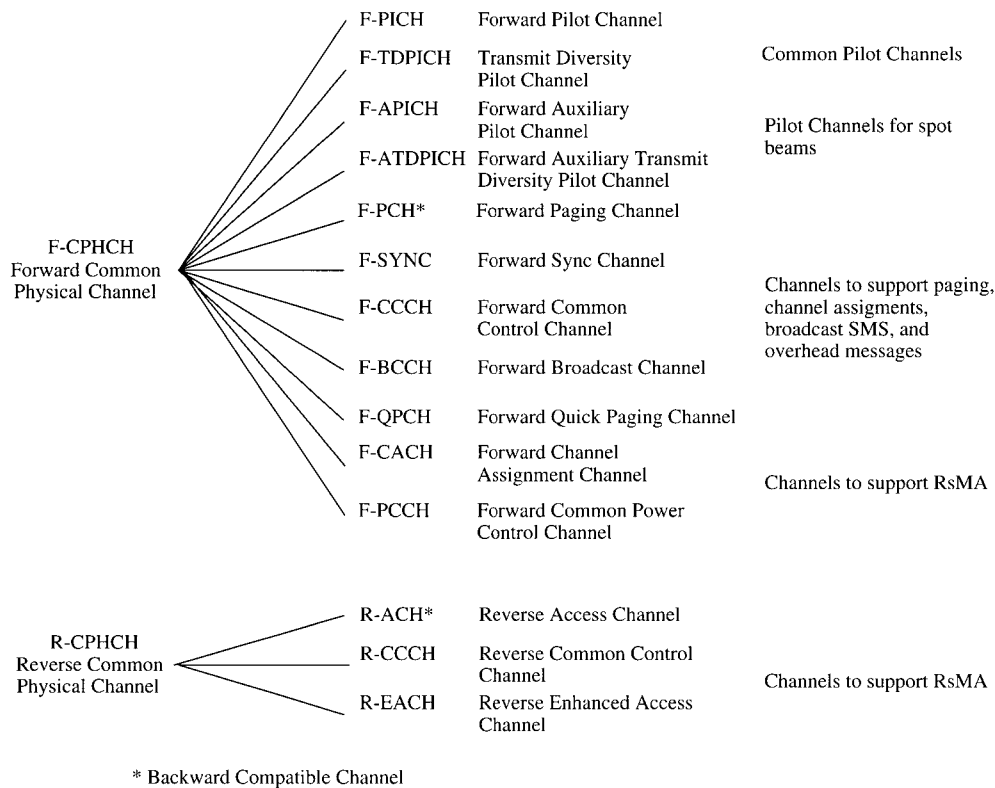 F-PICH Forward Pilot Channel
F-TDPICH Transmit Diversity
Pilot Channel
Common Pilot Channels
F-APICH Forward Auxiliary
Pilot Channel
Pilot Channels for spot
beams
F-ATDPICH Forward Auxiliary Transmit
Diversity Pilot Channel
F-PCH* Forward Paging Channel
F-CPHCH
Forward Common
Physical Channel
F-SYNC Forward Sync Channel
F-CCCH Forward Common
Control Channel
Channels to support paging,
channel assigments,
broadcast SMS, and
overhead messages
F-BCCH Forward Broadcast Channel
F-QPCH Forward Quick Paging Channel
F-CACH Forward Channel
Assignment Channel
Channels to support RsMA
F-PCCH Forward Common Power
Control Channel
R-CPHCH
Reverse Common
Physical Channel
R-ACH* Reverse Access Channel
R-CCCH Reverse Common Control
Channel
R-EACH Reverse Enhanced Access
Channel
Channels to support RsMA
* Backward Compatible Channel